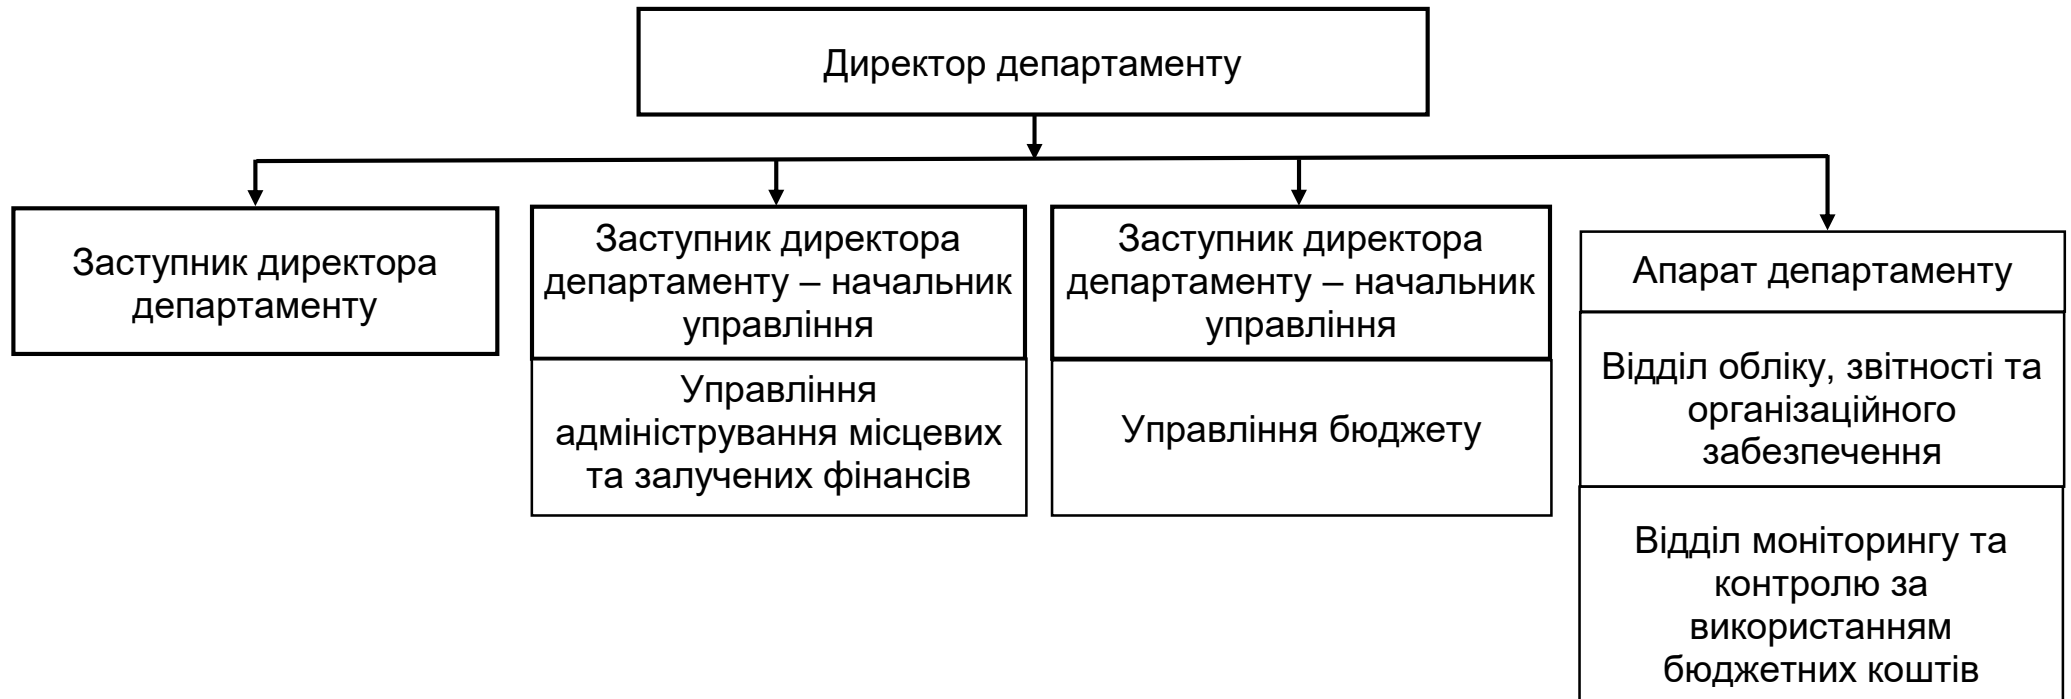 Директор департаменту
Заступник директора
департаменту
Заступник директора
департаменту – начальник
управління
Управління
адміністрування місцевих
та залучених фінансів
Заступник директора
департаменту – начальник
управління
Управління бюджету
Апарат департаменту
Відділ обліку, звітності та
організаційного
забезпечення
Відділ моніторингу та
контролю за
використанням
бюджетних коштів